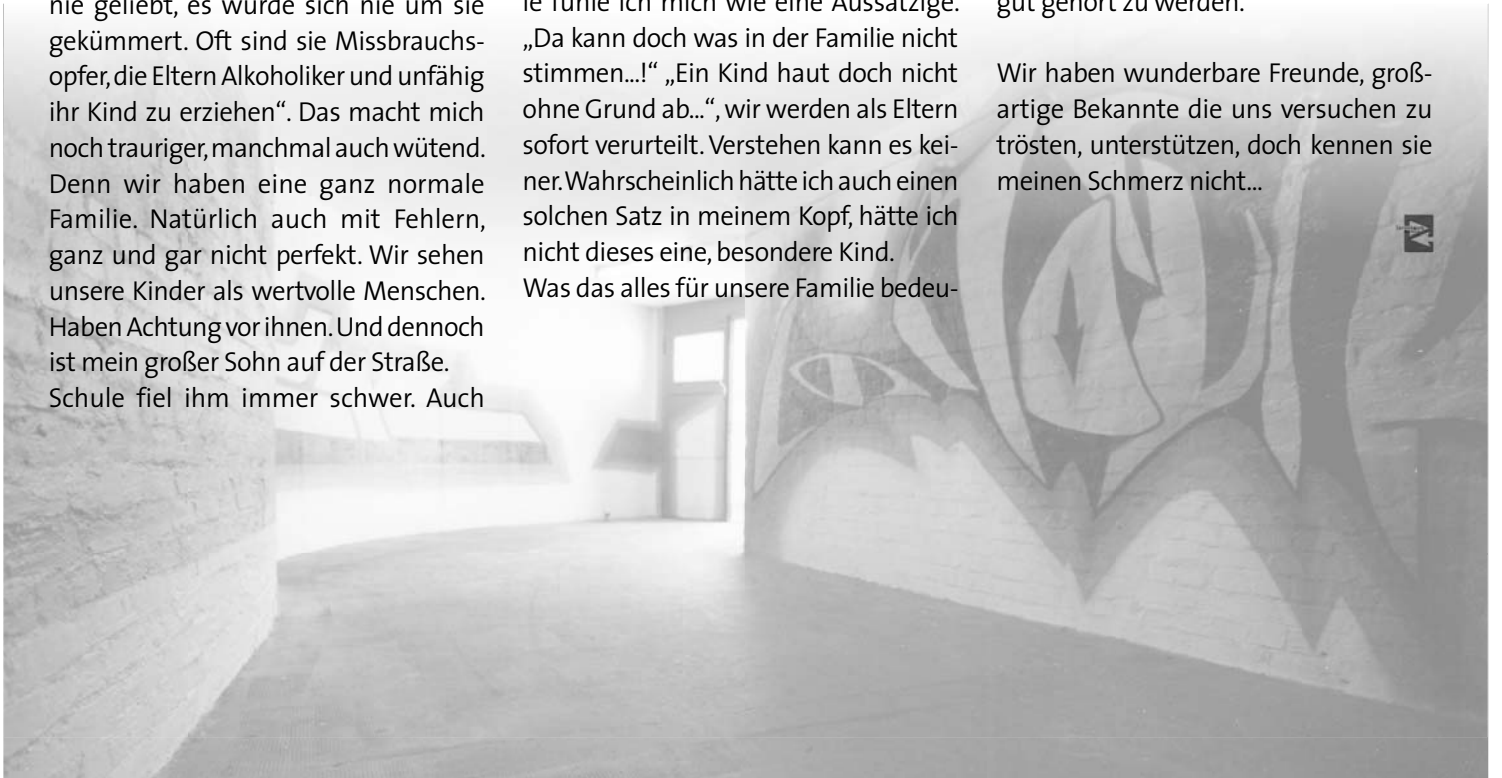 nie geliebt, es wurde sich nie um sie
gekümmert. Oft sind sie Missbrauchs-
opfer, die Eltern Alkoholiker und unfähig
ihr Kind zu erziehen“. Das macht mich
noch trauriger, manchmal auch wütend.
Denn wir haben eine ganz normale
Familie. Natürlich auch mit Fehlern,
ganz und gar nicht perfekt. Wir sehen
unsere Kinder als wertvolle Menschen.
Haben Achtung vor ihnen. Und dennoch
ist mein großer Sohn auf der Straße.
Schule fiel ihm immer schwer. Auch
le fühle ich mich wie eine Aussätzige.
„Da kann doch was in der Familie nicht
stimmen...!“ „Ein Kind haut doch nicht
ohne Grund ab...“, wir werden als Eltern
sofort verurteilt. Verstehen kann es kei-
ner. Wahrscheinlich hätte ich auch einen
solchen Satz in meinem Kopf, hätte ich
nicht dieses eine, besondere Kind.
Was das alles für unsere Familie bedeu-
gut gehört zu werden.
Wir haben wunderbare Freunde, groß-
artige Bekannte die uns versuchen zu
trösten, unterstützen, doch kennen sie
meinen Schmerz nicht...